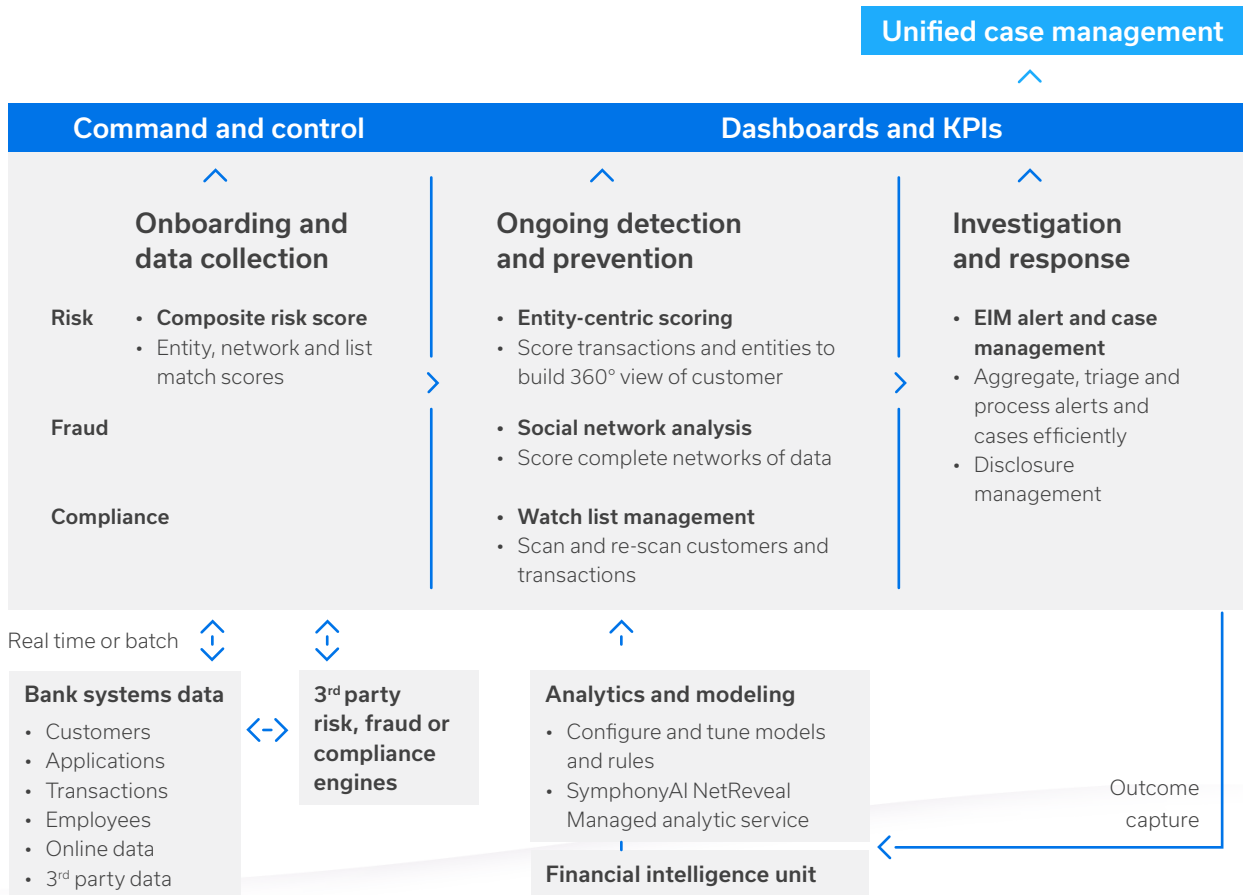 Unified case management
Command and control
Dashboards and KPIs
Onboarding and
data collection
Ongoing detection
and prevention
Investigation
and response
Risk
• Composite risk score
• Entity, network and list
match scores
• Entity-centric scoring
• Score transactions and entities to
build 360° view of customer
• EIM alert and case
management
• Aggregate, triage and
process alerts and
cases efficiently
• Disclosure
management
Fraud
• Social network analysis
• Score complete networks of data
Compliance
• Watch list management
• Scan and re-scan customers and
transactions
Real time or batch
Bank systems data
• Customers
• Applications
• Transactions
• Employees
• Online data
• 3rd party data
3rd party
risk, fraud or
compliance
engines
Analytics and modeling
• Configure and tune models
and rules
• SymphonyAI NetReveal
Managed analytic service
Financial intelligence unit
Outcome
capture